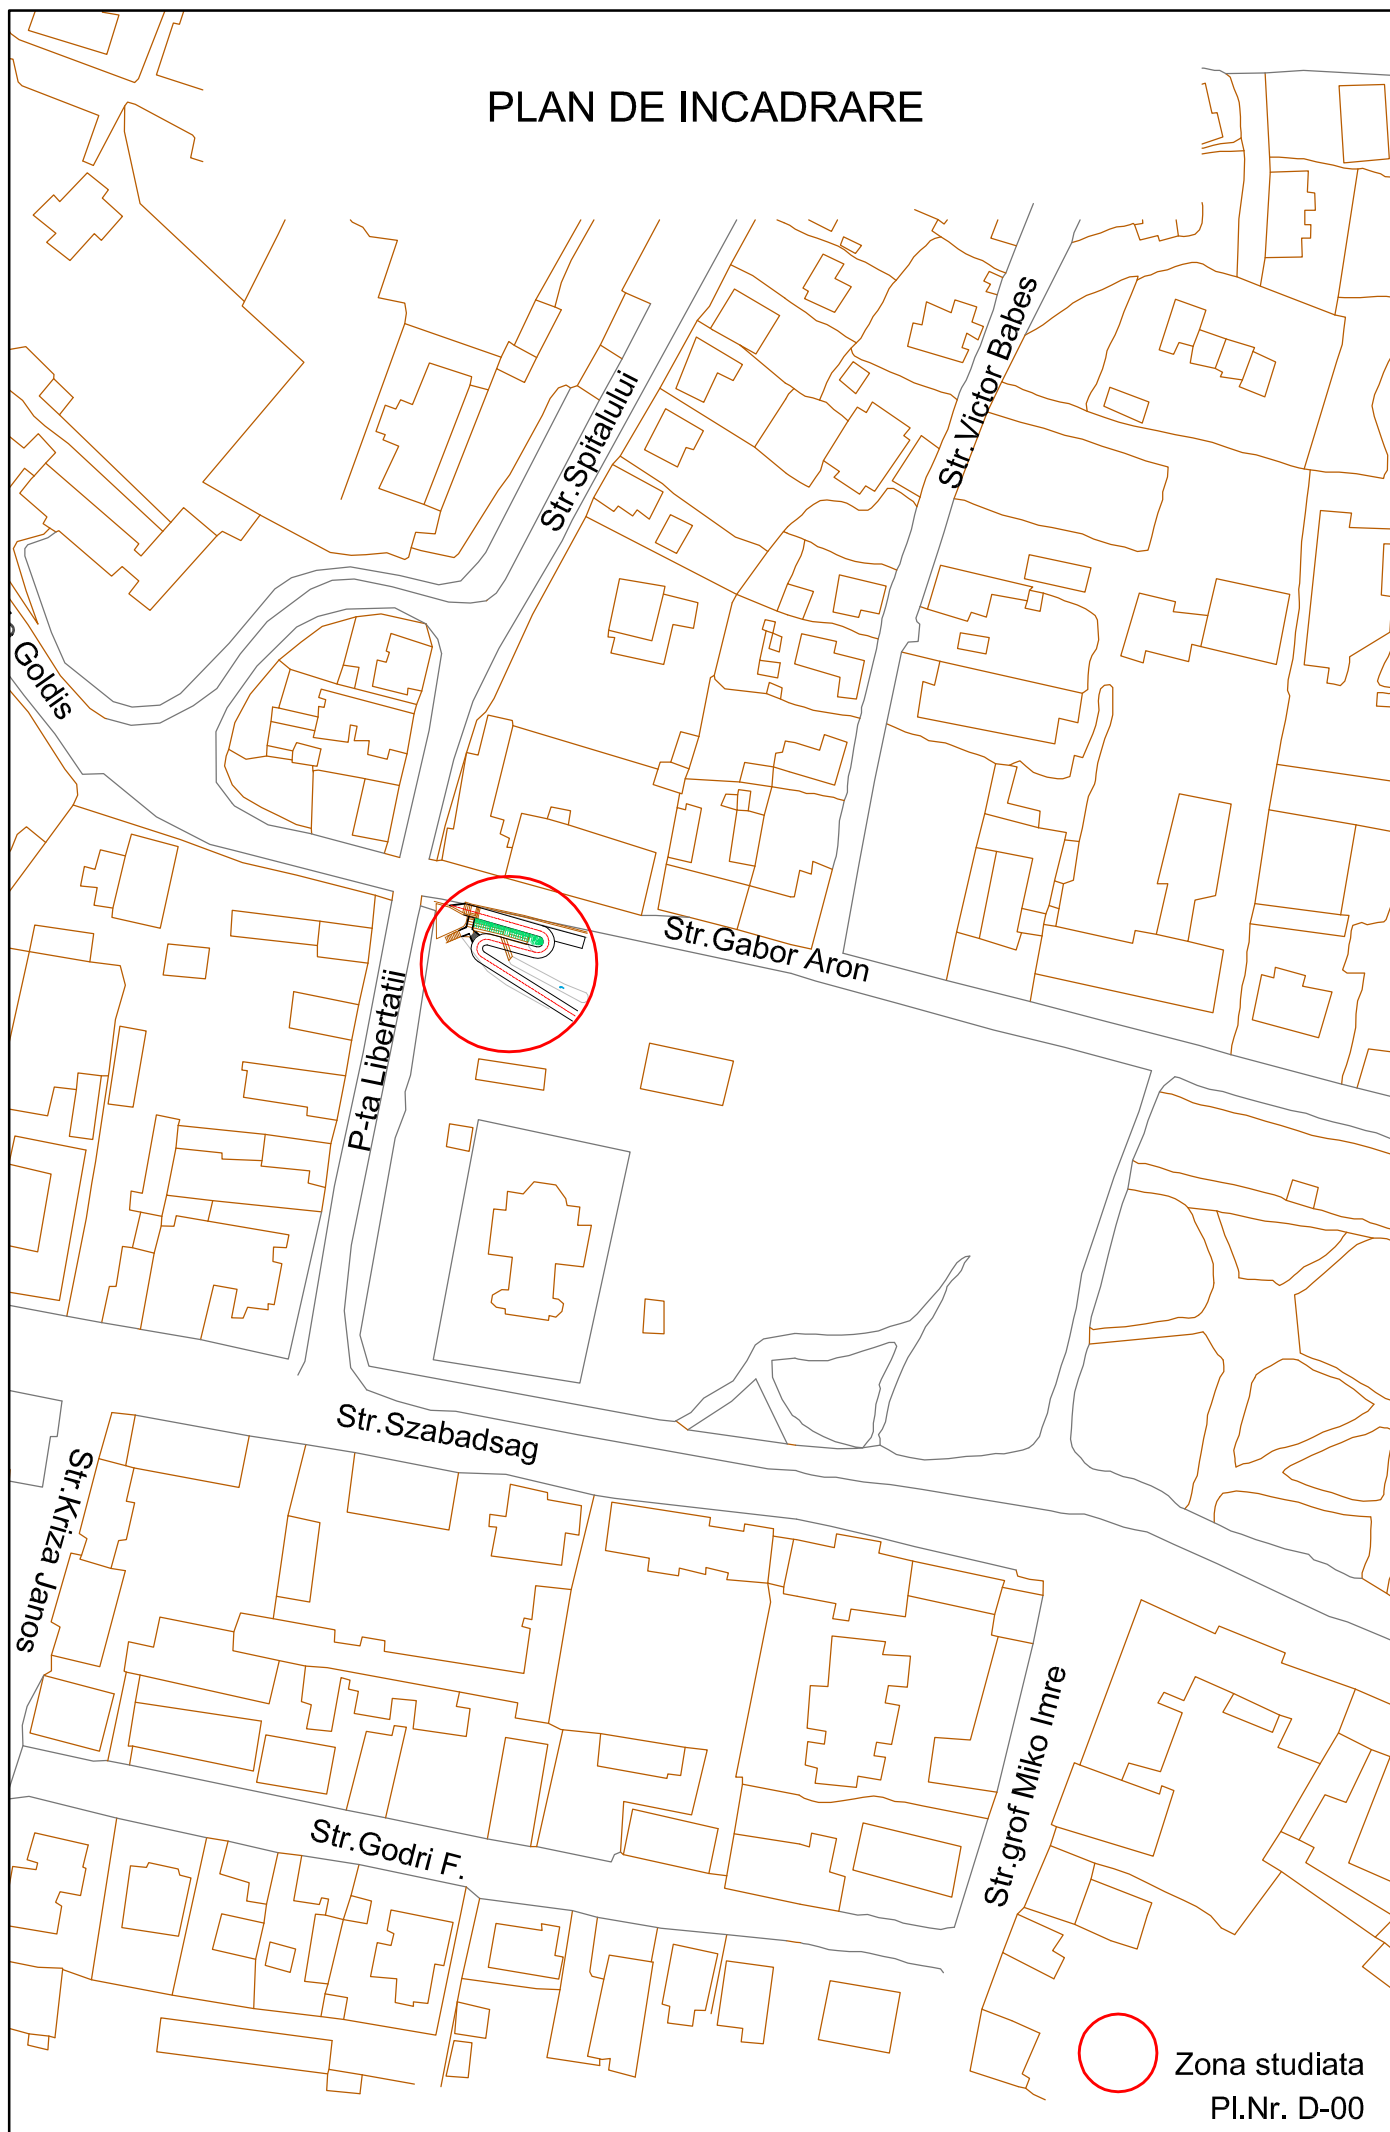 PLAN DE INCADRARE
Str.Victor Babes
Str.Spitalului
Goldis
Str.Gabor Aron
P-ta Libertatii
Str.Szabadsag
Str.Kriza Janos
Str.grof Miko Imre
Str.Godri F.
Zona studiata
Pl.Nr. D-00